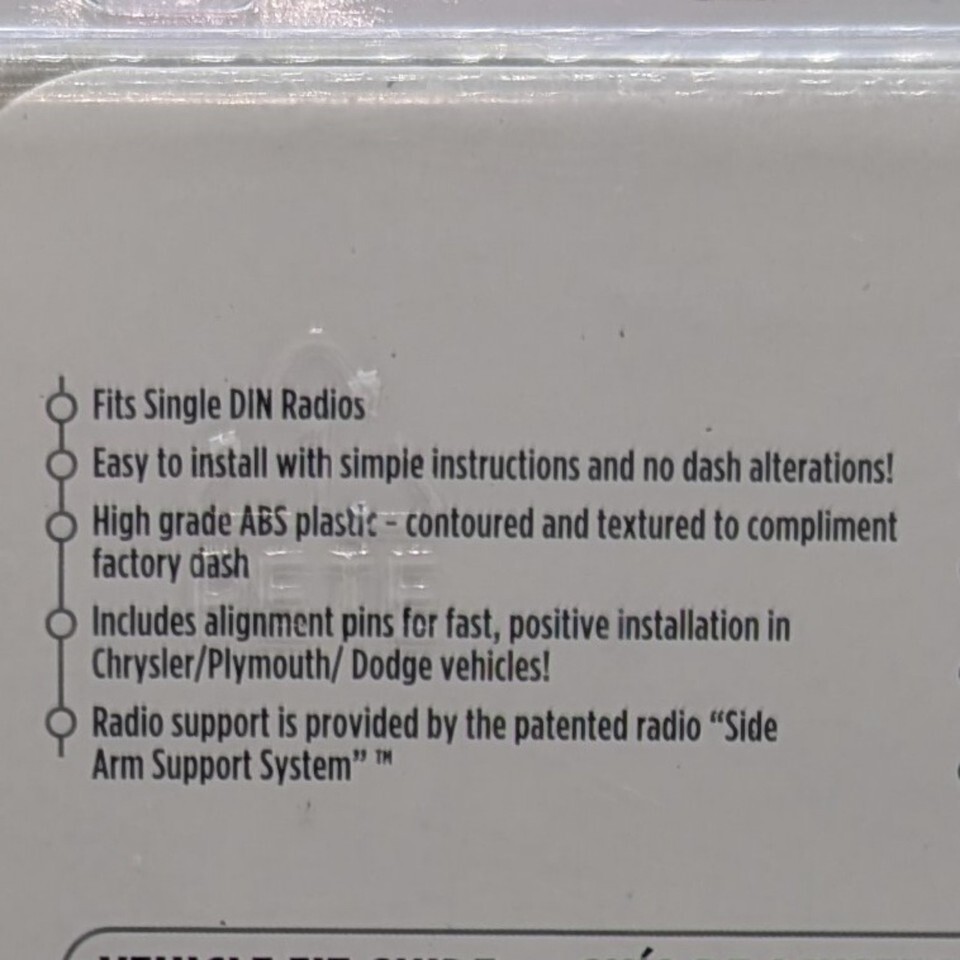 Fits Single DIN Radios
Easy to install with simple instructions and no dash alterations!
High grade ABS plastic - contoured and textured to compliment
factory dash
PETE
Includes alignment pins for fast, positive installation in
Chrysler/Plymouth/ Dodge vehicles!
Radio support is provided by the patented radio “Side
Arm Support System” ™